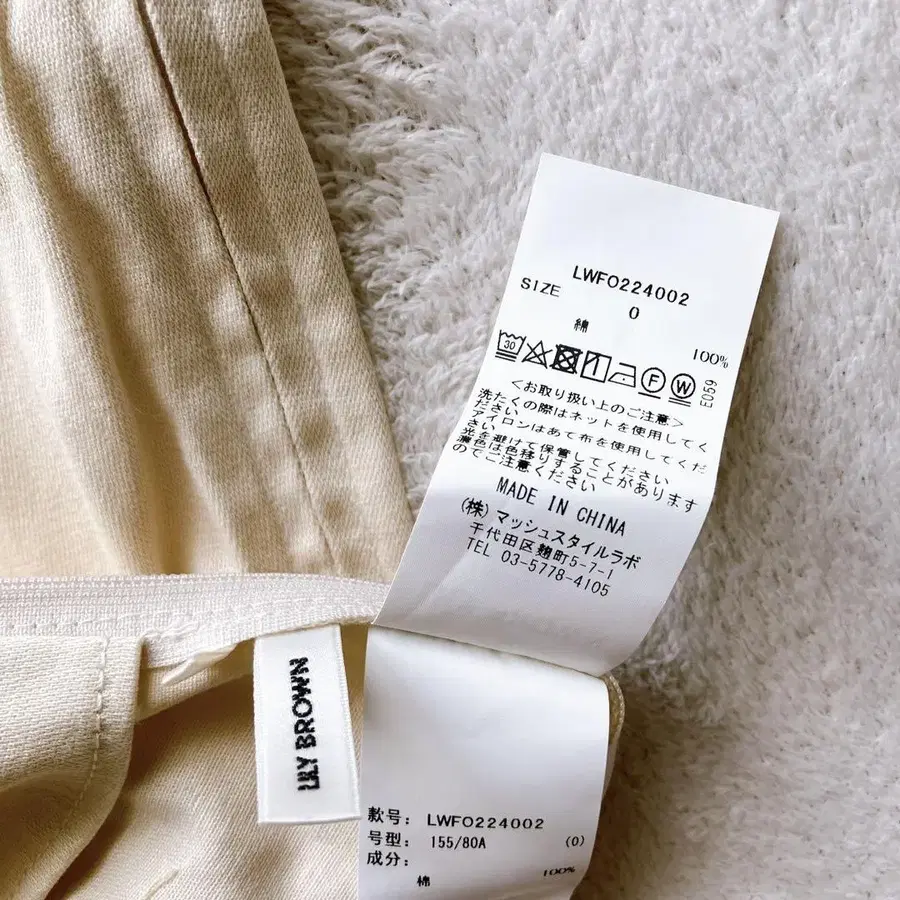 LWFO224002
SIZE
0
綿
100%
30
F
W
E059
<お取り扱い上のご注意>
洗たくの際はネットを使用してく
ださい
アイロンはあて布を使用してくだ
さい
光を避けて保管してください
濃色は色移りすることがあります
のでご注意ください
MADE IN CHINA
(株)マッシュスタイルラボ
千代田区麹町5-7-1
TEL 03-5778-4105
LILY BROWN
款号: LWFO224002
号型: 155/80A (0)
成分:
棉 100%